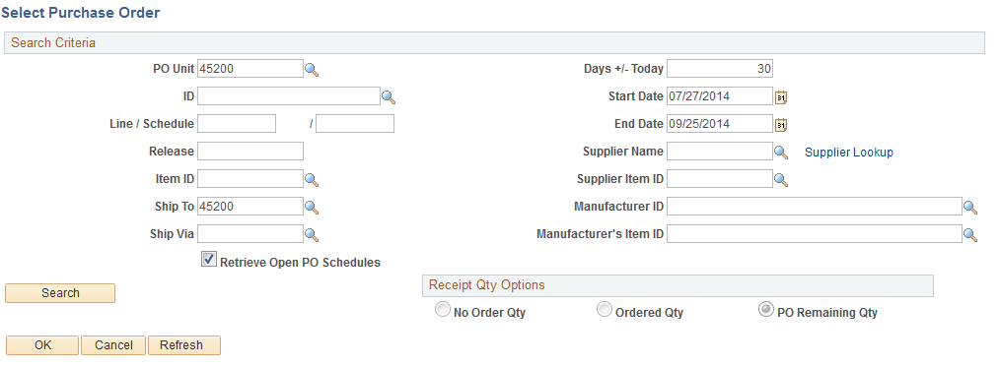 Select Purchase Order
Search Criteria
PO Unit 45200 Days +/- Today 30
ID Start Date 07/27/2014
Line / Schedule / End Date 09/25/2014
Release Supplier Name Supplier Lookup
Item ID Supplier Item ID
Ship To 45200 Manufacturer ID
Ship Via Manufacturer's Item ID
Retrieve Open PO Schedules
Search Receipt Qty Options
No Order Qty Ordered Qty PO Remaining Qty
OK Cancel Refresh